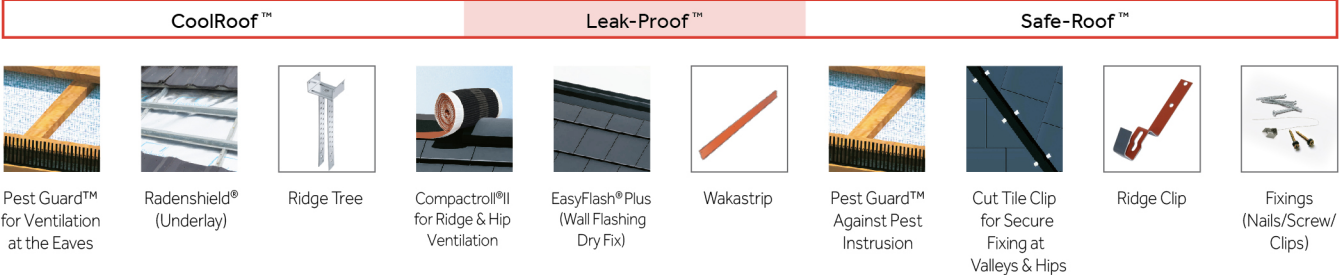 CoolRoof™
Leak-Proof™
Safe-Roof™
Pest Guard™
for Ventilation
at the Eaves
Radenshield®
(Underlay)
Ridge Tree
Compactroll®II
for Ridge & Hip
Ventilation
EasyFlash®Plus
(Wall Flashing
Dry Fix)
Wakastrip
Pest Guard™
Against Pest
Instrusion
Cut Tile Clip
for Secure
Fixing at
Valleys & Hips
Ridge Clip
Fixings
(Nails/Screw/
Clips)